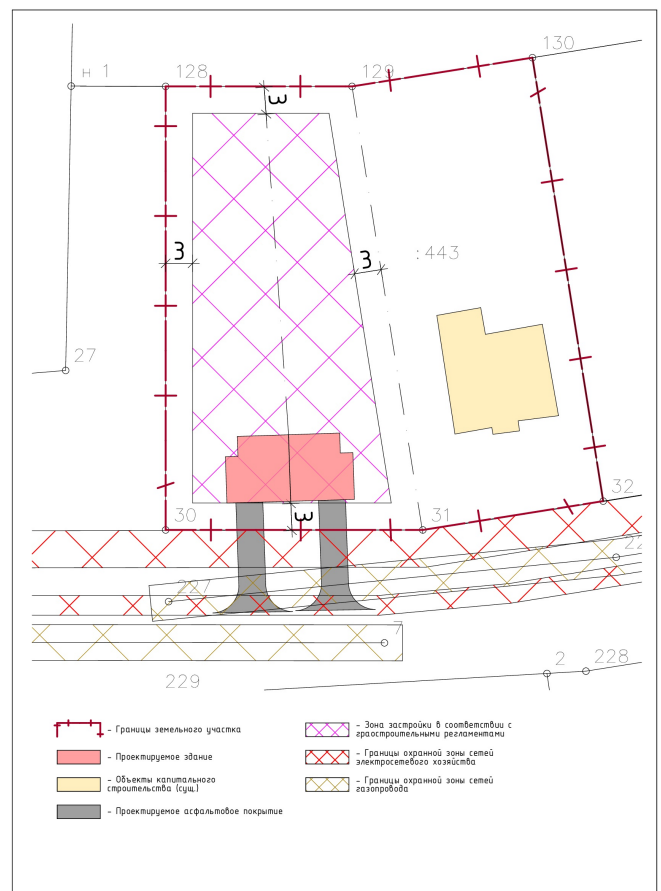 130
н 1
128
129
3
3
3
:443
27
32
30
31
3
22
227
7
2
228
229
- Границы земельного участка
- Проектируемое здание
- Объекты капитального
строительства (сущ.)
- Проектируемое асфальтовое покрытие
- Зона застройки в соответствии с
граостроительными регламентами
- Границы охранной зоны сетей
электросетевого хозяйства
- Границы охранной зоны сетей
газопровода